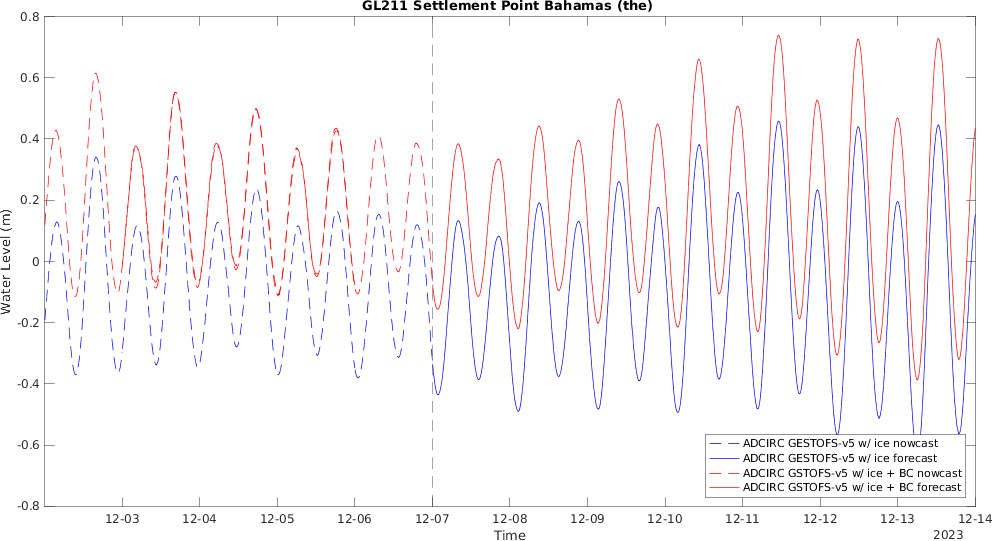 GL211 Settlement Point Bahamas (the)
0.8
0.6
0.4
0.2
0
-0.2
-0.4
-0.6
-0.8
Water Level (m)
ADCIRC GESTOFS-v5 w/ ice nowcast
ADCIRC GESTOFS-v5 w/ ice forecast
ADCIRC GSTOFS-v5 w/ ice + BC nowcast
ADCIRC GSTOFS-v5 w/ ice + BC forecast
12-03 12-04 12-05 12-06 12-07 12-08 12-09 12-10 12-11 12-12 12-13 12-14
Time
2023